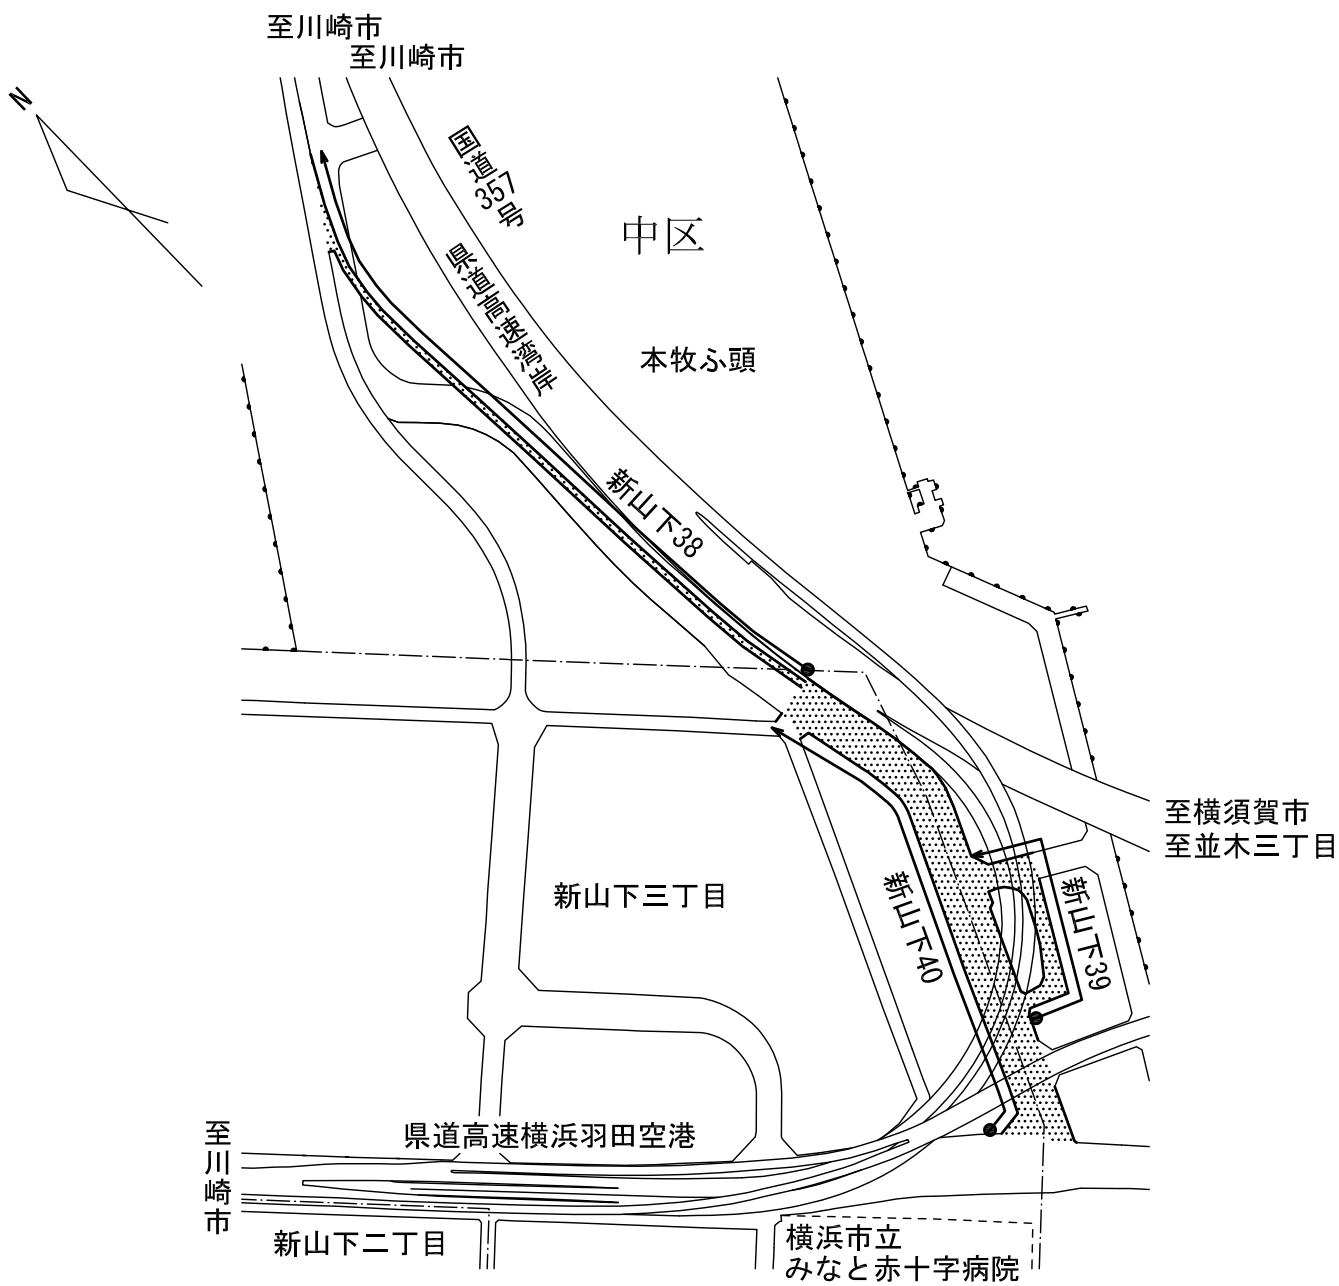 至川崎市
至川崎市
N
国道357号
中区
県道高速湾岸
本牧ふ頭
新山下38
至横須賀市
至並木三丁目
新山下三丁目
新山下40
新山下39
県道高速横浜羽田空港
至川崎市
新山下二丁目
横浜市立
みなと赤十字病院